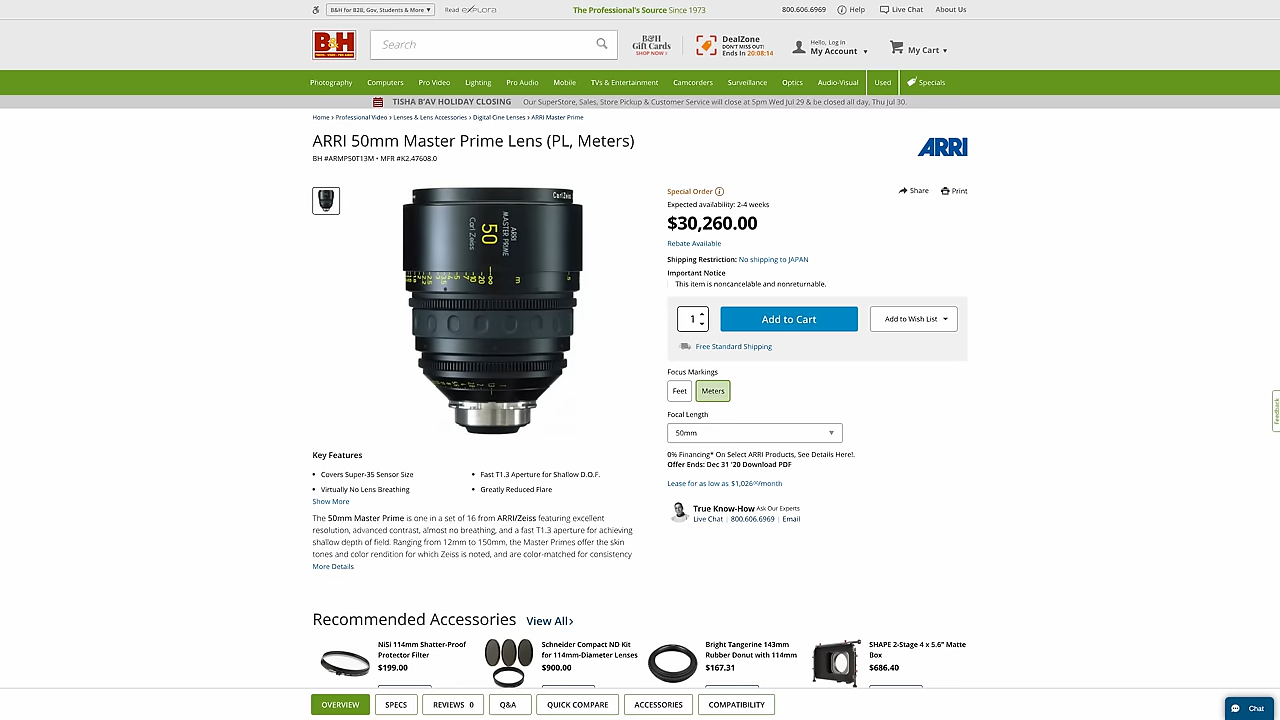 B&H for B2B, Gov, Students & More ▼
Read eXplora
The Professional's Source Since 1973
800.606.6969
Help
Live Chat
About Us
B&H
PHOTO - VIDEO - PRO AUDIO
Search
B&H
Gift Cards
SHOP NOW ›
DealZone
DON'T MISS OUT!
Ends In 20:08:14
Hello, Log In
My Account ▼
My Cart ▼
Photography
Computers
Pro Video
Lighting
Pro Audio
Mobile
TVs & Entertainment
Camcorders
Surveillance
Optics
Audio-Visual
Used
Specials
TISHA B'AV HOLIDAY CLOSING Our SuperStore, Sales, Store Pickup & Customer Service will close at 5pm Wed Jul 29 & be closed all day, Thu Jul 30.
Home › Professional Video › Lenses & Lens Accessories › Digital Cine Lenses › ARRI Master Prime
ARRI 50mm Master Prime Lens (PL, Meters)
BH #ARMP50T13M • MFR #K2.47608.0
ARRI
Carl Zeiss
ARRI
MASTER PRIME
50
Carl Zeiss
Special Order
Share
Print
Expected availability: 2-4 weeks
$30,260.00
Rebate Available
Shipping Restriction: No shipping to JAPAN
Important Notice
This item is noncancelable and nonreturnable.
1
Add to Cart
Add to Wish List
Free Standard Shipping
Focus Markings
Feet
Meters
Focal Length
50mm
0% Financing* On Select ARRI Products, See Details Here!.
Offer Ends: Dec 31 '20 Download PDF
Lease for as low as $1,026/month
True Know-How Ask Our Experts
Live Chat | 800.606.6969 | Email
Key Features
• Covers Super-35 Sensor Size
• Fast T1.3 Aperture for Shallow D.O.F.
• Virtually No Lens Breathing
• Greatly Reduced Flare
Show More
The 50mm Master Prime is one in a set of 16 from ARRI/Zeiss featuring excellent
resolution, advanced contrast, almost no breathing, and a fast T1.3 aperture for achieving
shallow depth of field. Ranging from 12mm to 150mm, the Master Primes offer the skin
tones and color rendition for which Zeiss is noted, and are color-matched for consistency
More Details
Feedback
Recommended Accessories View All›
NiSi 114mm Shatter-Proof
Protector Filter
$199.00
Schneider Compact ND Kit
for 114mm-Diameter Lenses
$900.00
Bright Tangerine 143mm
Rubber Donut with 114mm
$167.31
SHAPE 2-Stage 4 x 5.6" Matte
Box
$686.40
OVERVIEW
SPECS
REVIEWS 0
Q&A
QUICK COMPARE
ACCESSORIES
COMPATIBILITY
Chat